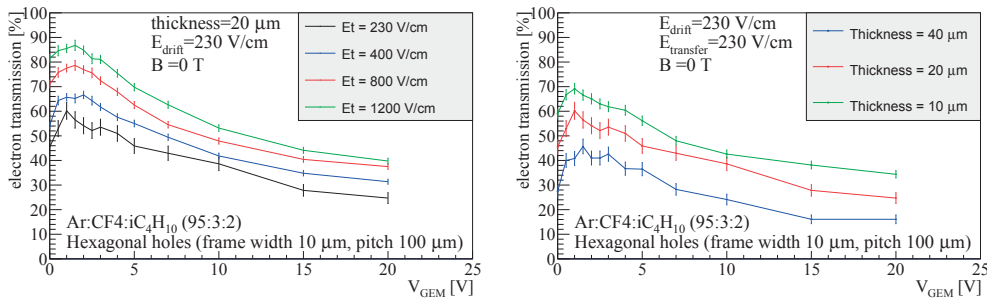 electron transmission [%]
100
90
80
70
60
50
40
30
20
10
0
thickness=20 μm
E_drift=230 V/cm
B =0 T
Et = 230 V/cm
Et = 400 V/cm
Et = 800 V/cm
Et = 1200 V/cm
Ar:CF4:iC₄H₁₀ (95:3:2)
Hexagonal holes (frame width 10 μm, pitch 100 μm)
0 5 10 15 20 25
V_GEM [V]
electron transmission [%]
100
90
80
70
60
50
40
30
20
10
0
E_drift=230 V/cm
E_transfer=230 V/cm
B =0 T
Thickness = 40 μm
Thickness = 20 μm
Thickness = 10 μm
Ar:CF4:iC₄H₁₀ (95:3:2)
Hexagonal holes (frame width 10 μm, pitch 100 μm)
0 5 10 15 20 25
V_GEM [V]